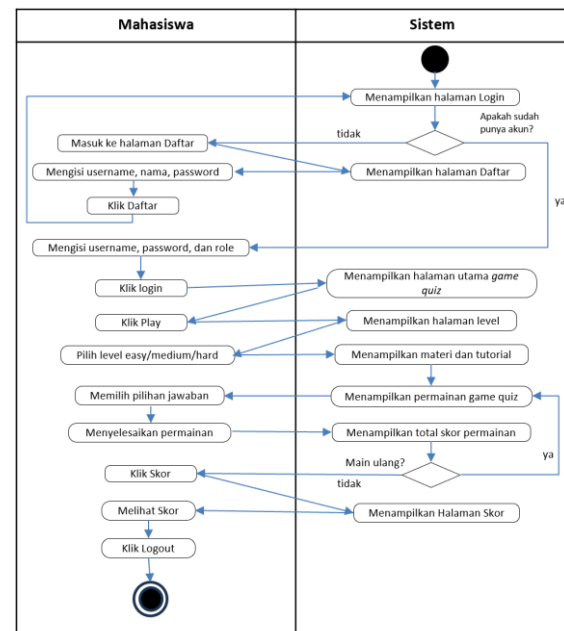 Mahasiswa
Sistem
Menampilkan halaman Login
Apakah sudah
punya akun?
tidak
Masuk ke halaman Daftar
Mengisi username, nama, password
Menampilkan halaman Daftar
Klik Daftar
ya
Mengisi username, password, dan role
Klik login
Menampilkan halaman utama game
quiz
Klik Play
Menampilkan halaman level
Pilih level easy/medium/hard
Menampilkan materi dan tutorial
Memilih pilihan jawaban
Menampilkan permainan game quiz
Menyelesaikan permainan
Menampilkan total skor permainan
Main ulang?
ya
Klik Skor
tidak
Melihat Skor
Menampilkan Halaman Skor
Klik Logout